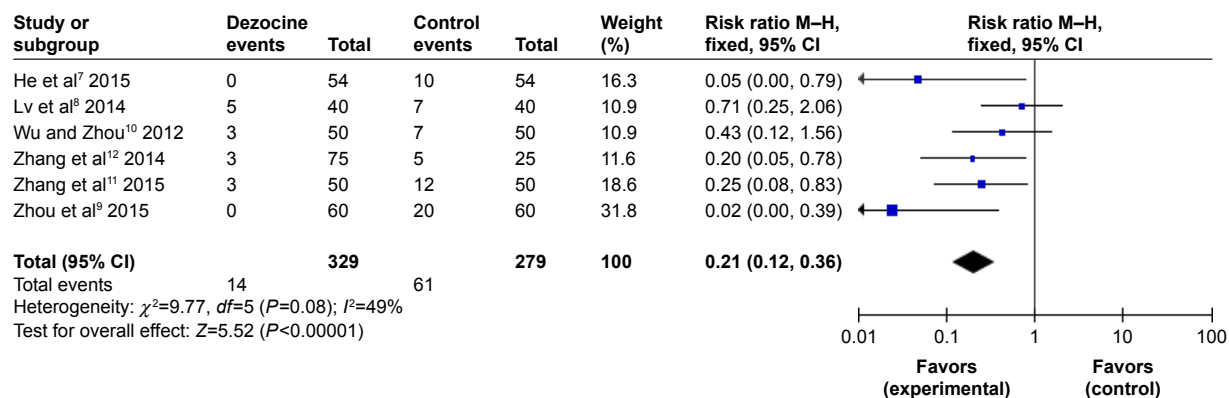 Study or subgroup Dezocine events Total Control events Total Weight (%) Risk ratio M–H, fixed, 95% CI Risk ratio M–H, fixed, 95% CI
He et al⁷ 2015 0 54 10 54 16.3 0.05 (0.00, 0.79)
Lv et al⁸ 2014 5 40 7 40 10.9 0.71 (0.25, 2.06)
Wu and Zhou¹⁰ 2012 3 50 7 50 10.9 0.43 (0.12, 1.56)
Zhang et al¹² 2014 3 75 5 25 11.6 0.20 (0.05, 0.78)
Zhang et al¹¹ 2015 3 50 12 50 18.6 0.25 (0.08, 0.83)
Zhou et al⁹ 2015 0 60 20 60 31.8 0.02 (0.00, 0.39)
Total (95% CI) 329 279 100 0.21 (0.12, 0.36)
Total events 14 61
Heterogeneity: χ²=9.77, df=5 (P=0.08); I²=49%
Test for overall effect: Z=5.52 (P<0.00001)
0.01 0.1 1 10 100
Favors (experimental) Favors (control)